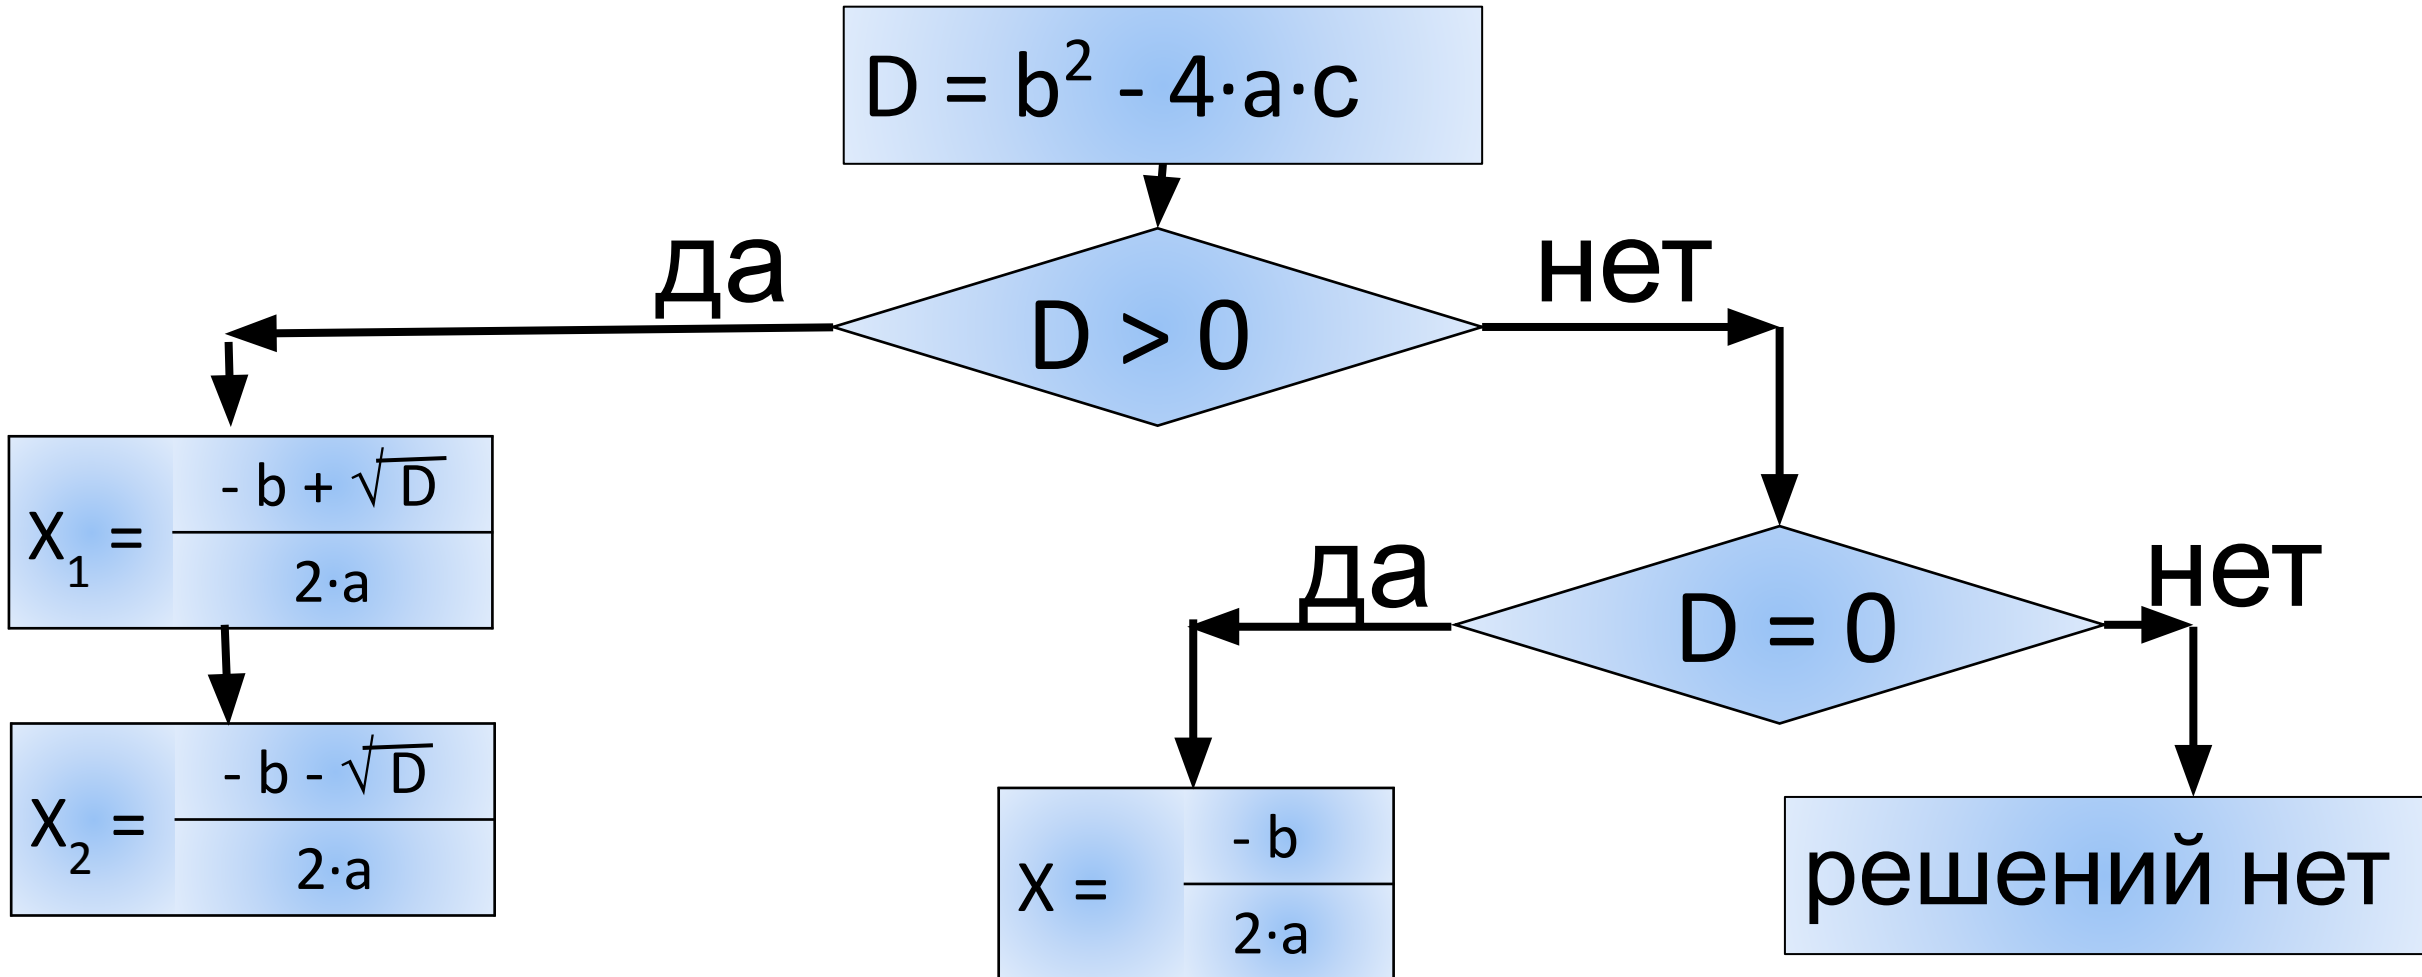 D = b² - 4·a·c
да
нет
D > 0
- b + √D
X₁ =
2·a
да
нет
D = 0
- b - √D
X₂ =
2·a
- b
X =
2·a
решений нет